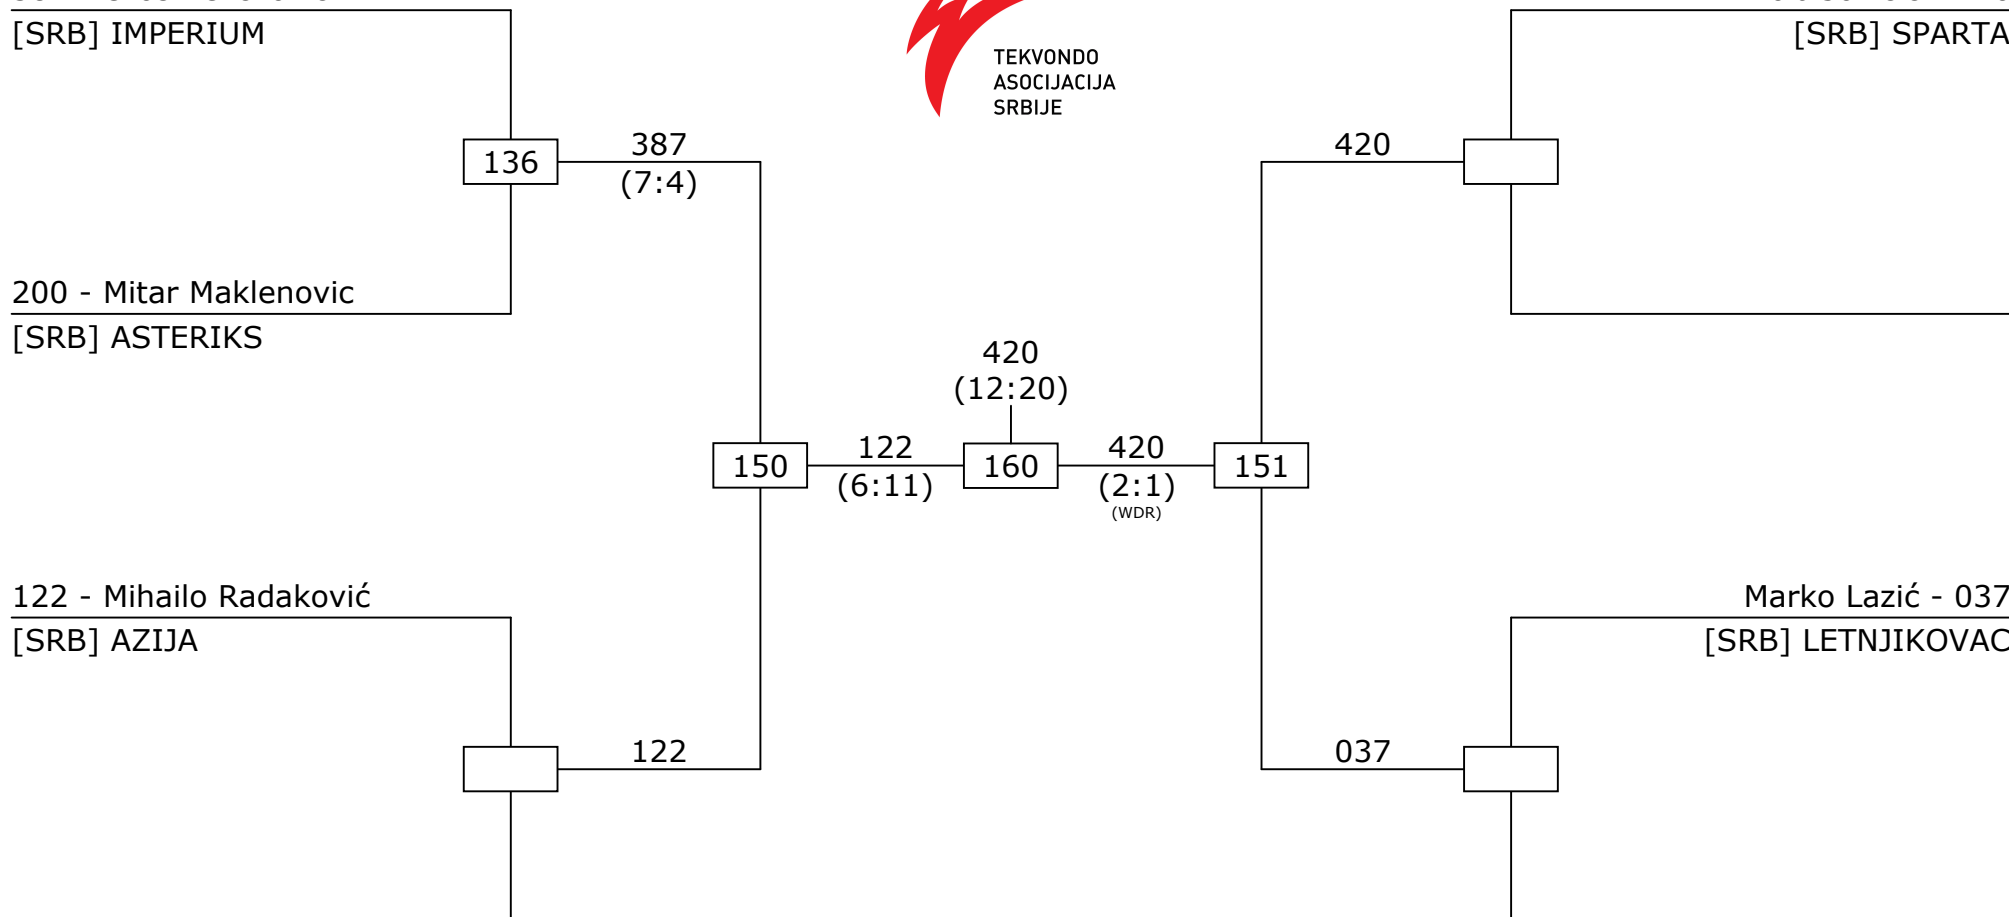 [SRB] IMPERIUM
[SRB] SPARTA
TEKVONDO
ASOCIJACIJA
SRBIJE
136
387
(7:4)
420
200 - Mitar Maklenovic
[SRB] ASTERIKS
420
(12:20)
150
122
(6:11)
160
420
(2:1)
(WDR)
151
122 - Mihailo Radaković
[SRB] AZIJA
Marko Lazić - 037
[SRB] LETNJIKOVAC
122
037